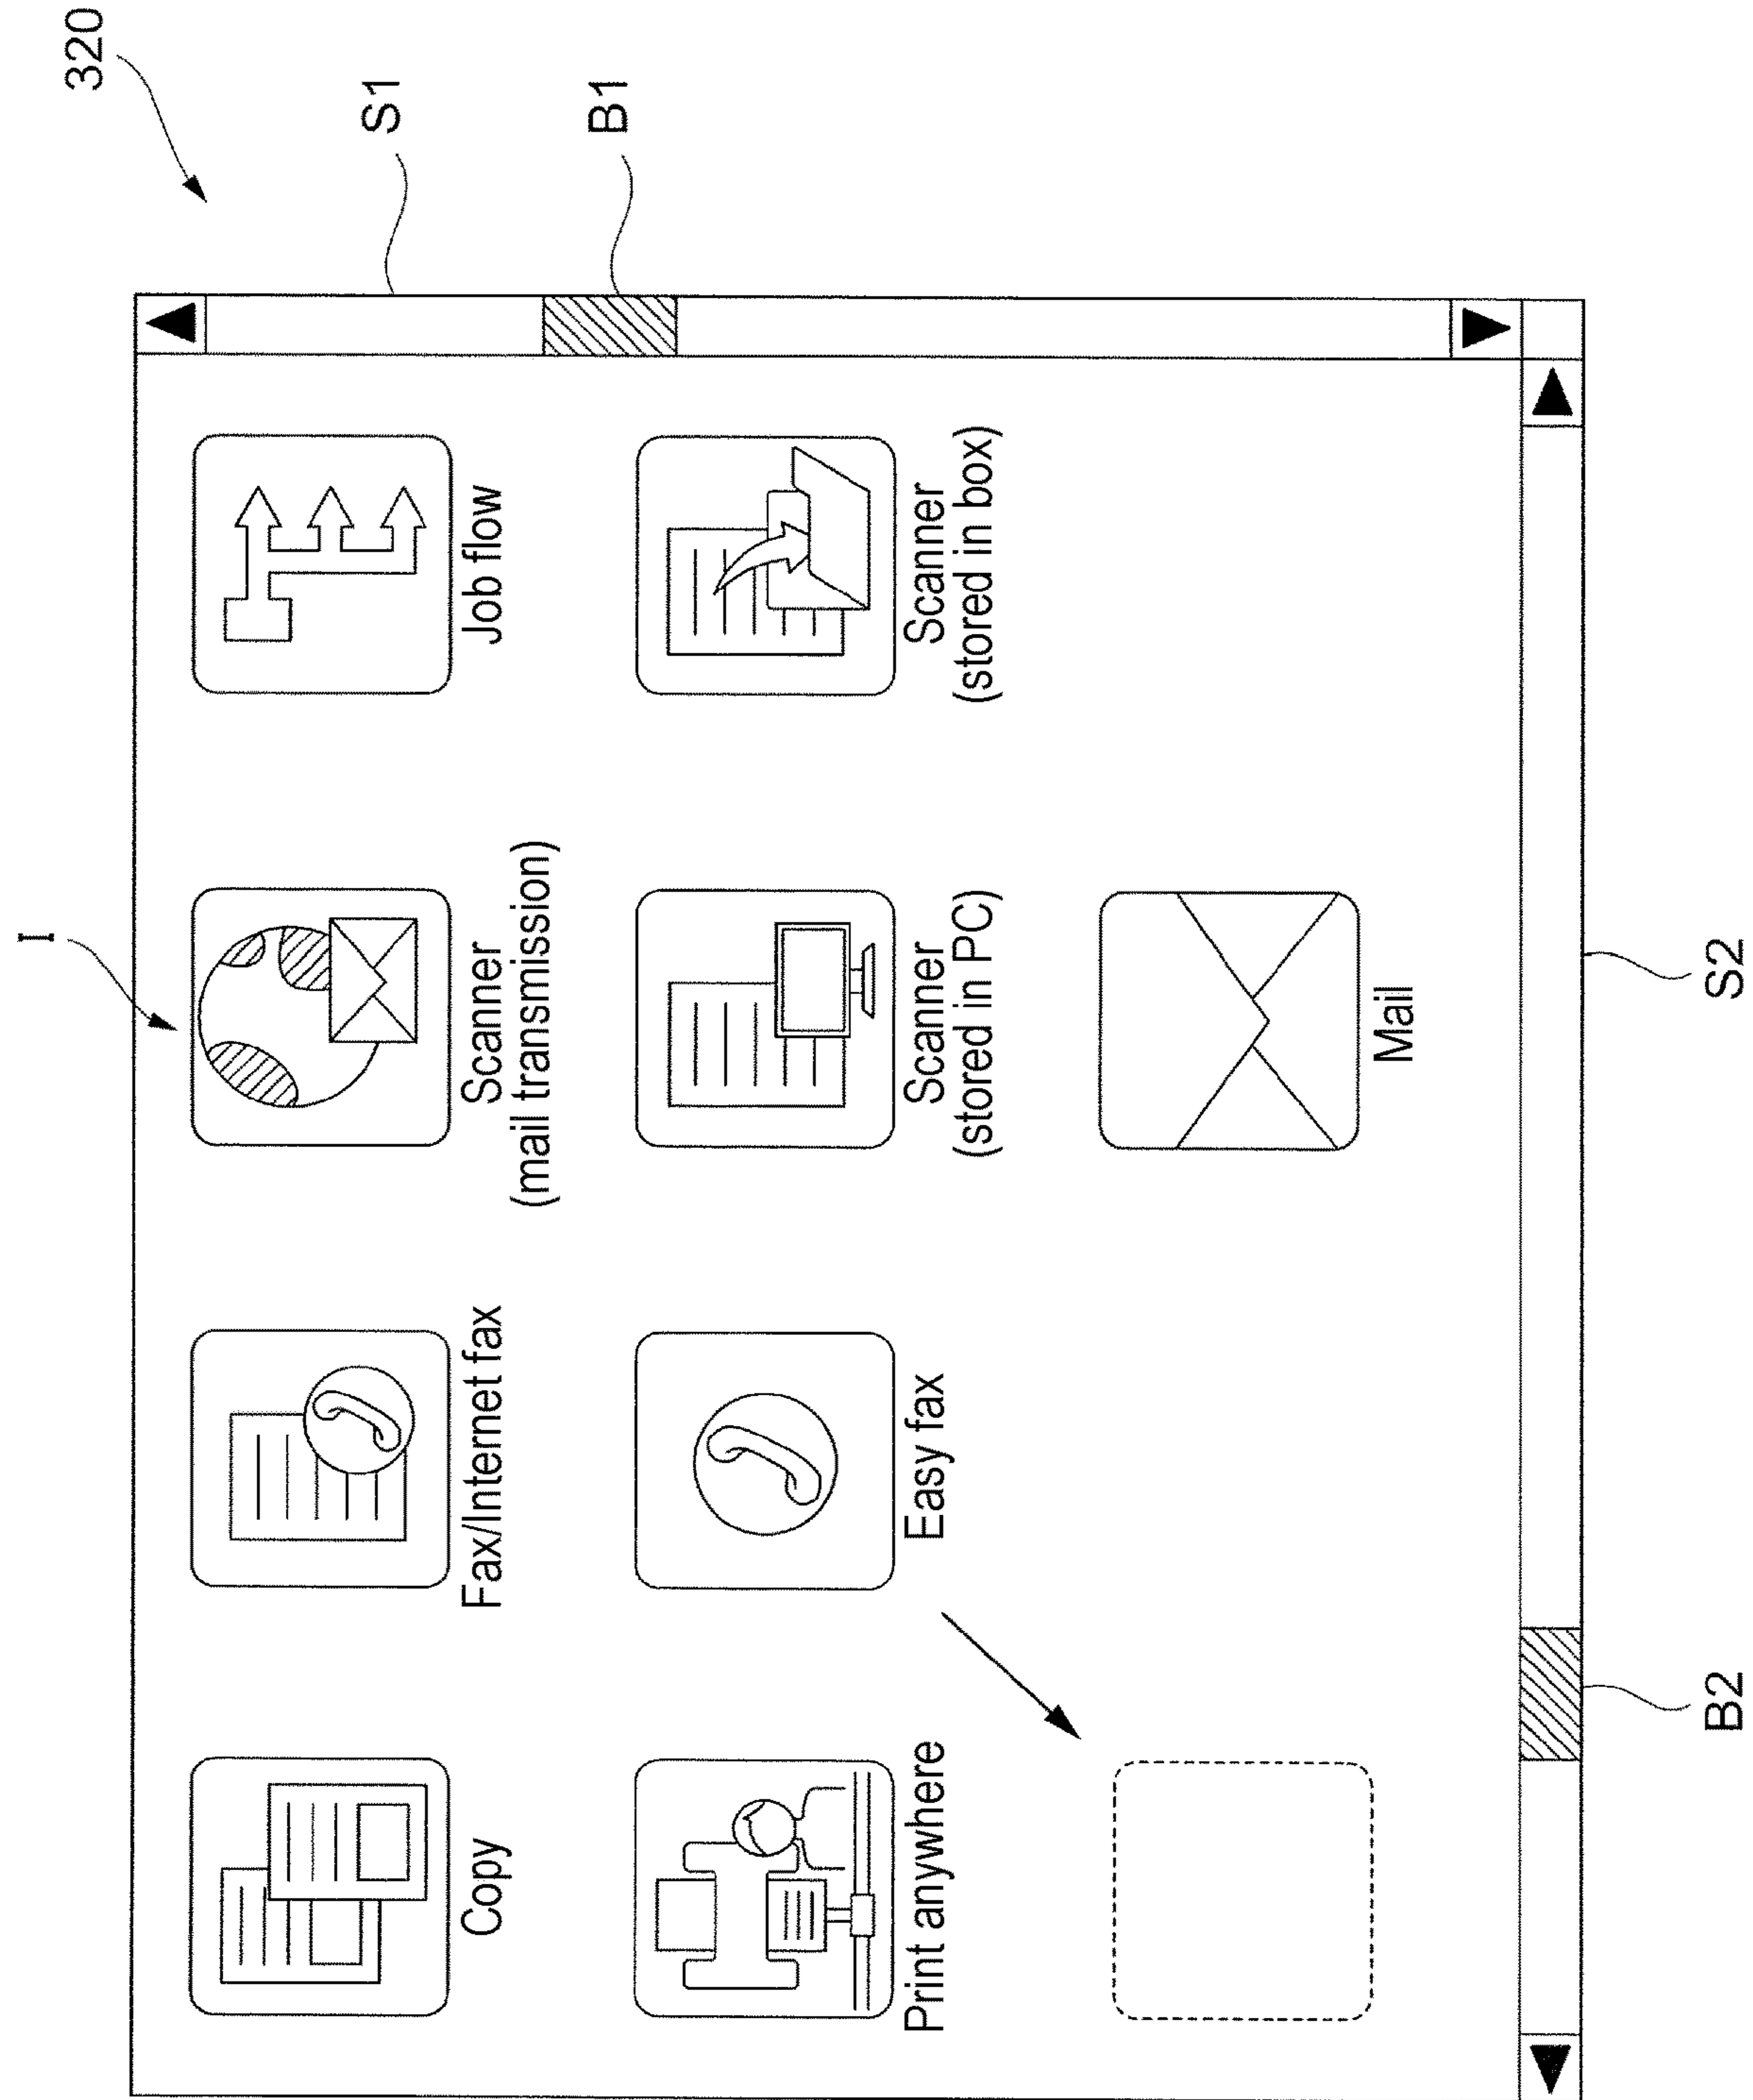 320
S1
B1
I
Copy
Fax/Internet fax
Scanner
(mail transmission)
Job flow
Print anywhere
Easy fax
Scanner
(stored in PC)
Scanner
(stored in box)
Mail
B2
S2